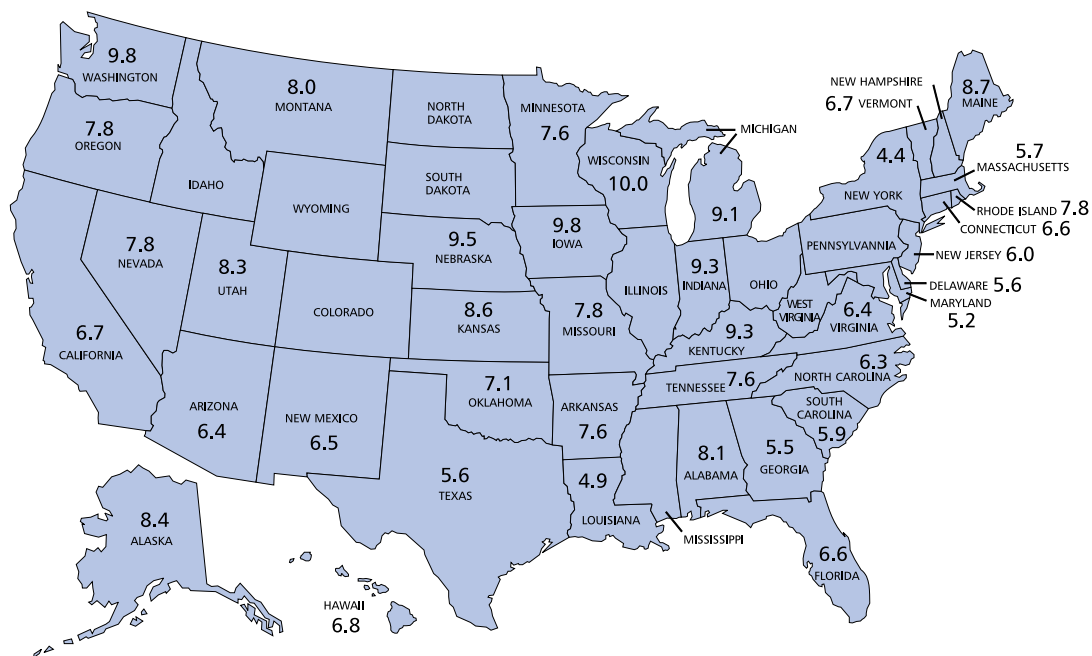 9.8
WASHINGTON
8.0
MONTANA
NORTH
DAKOTA
MINNESOTA
7.6
NEW HAMPSHIRE
6.7 VERMONT
8.7
MAINE
7.8
OREGON
IDAHO
WYOMING
SOUTH
DAKOTA
WISCONSIN
10.0
MICHIGAN
9.1
4.4
NEW YORK
5.7
MASSACHUSETTS
RHODE ISLAND 7.8
CONNECTICUT 6.6
7.8
NEVADA
8.3
UTAH
COLORADO
9.5
NEBRASKA
9.8
IOWA
ILLINOIS
9.3
INDIANA
OHIO
PENNSYLVANNIA
NEW JERSEY 6.0
DELAWARE 5.6
MARYLAND
5.2
6.7
CALIFORNIA
8.6
KANSAS
7.8
MISSOURI
9.3
KENTUCKY
WEST
VIRGINIA
6.4
VIRGINIA
ARIZONA
6.4
NEW MEXICO
6.5
7.1
OKLAHOMA
ARKANSAS
7.6
TENNESSEE 7.6
6.3
NORTH CAROLINA
SOUTH
CAROLINA
5.9
5.6
TEXAS
4.9
LOUISIANA
MISSISSIPPI
8.1
ALABAMA
5.5
GEORGIA
6.6
FLORIDA
8.4
ALASKA
HAWAII
6.8